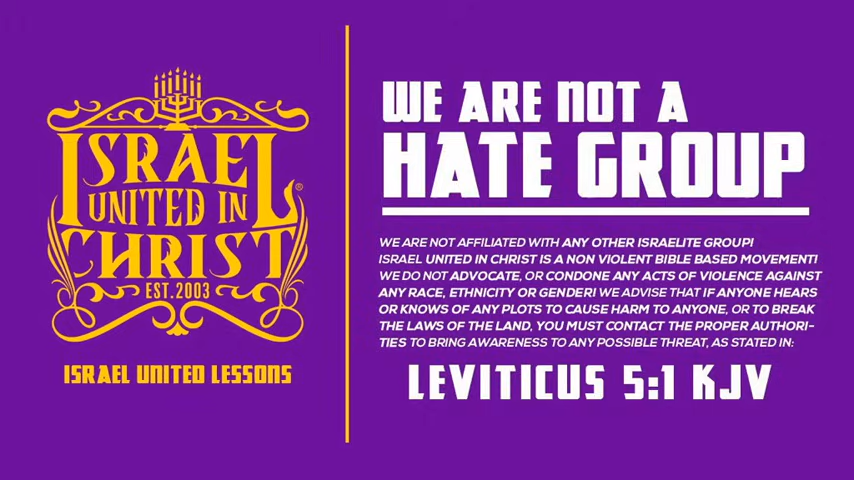 ISRAEL®
UNITED IN
CHRIST
EST. 2003
ISRAEL UNITED LESSONS
WE ARE NOT A
HATE GROUP
WE ARE NOT AFFILIATED WITH ANY OTHER ISRAELITE GROUP!
ISRAEL UNITED IN CHRIST IS A NON VIOLENT BIBLE BASED MOVEMENT!
WE DO NOT ADVOCATE, OR CONDONE ANY ACTS OF VIOLENCE AGAINST
ANY RACE, ETHNICITY OR GENDER! WE ADVISE THAT IF ANYONE HEARS
OR KNOWS OF ANY PLOTS TO CAUSE HARM TO ANYONE, OR TO BREAK
THE LAWS OF THE LAND, YOU MUST CONTACT THE PROPER AUTHORI-
TIES TO BRING AWARENESS TO ANY POSSIBLE THREAT, AS STATED IN:
LEVITICUS 5:1 KJV